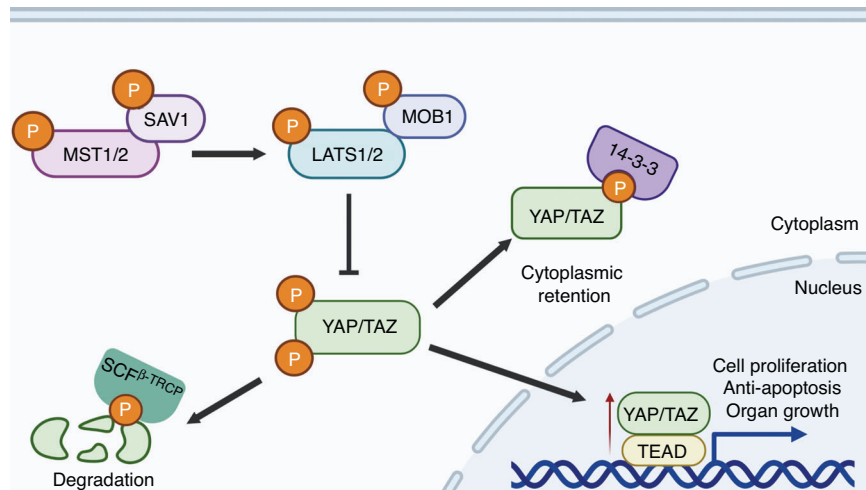 P
P
SAV1
MST1/2
P
P
MOB1
LATS1/2
14-3-3
P
YAP/TAZ
Cytoplasmic
retention
Cytoplasm
Nucleus
P
YAP/TAZ
P
SCFβ-TRCP
P
Degradation
Cell proliferation
Anti-apoptosis
Organ growth
YAP/TAZ
TEAD